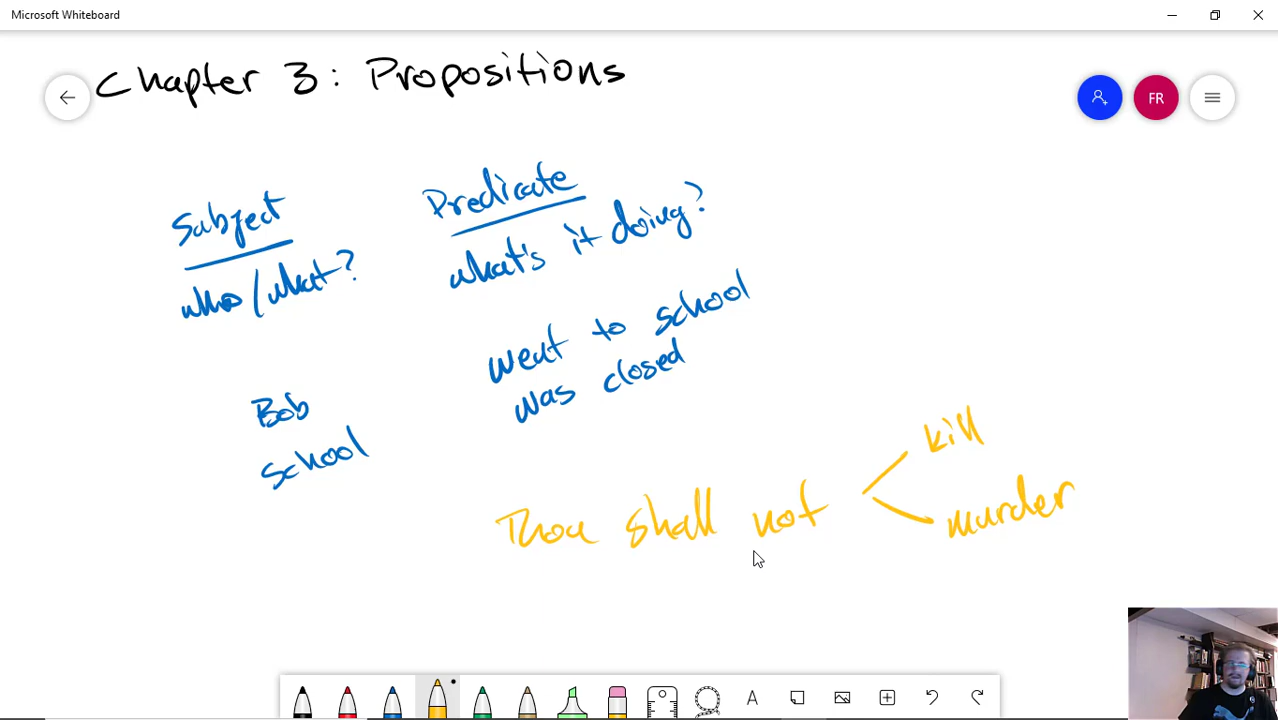 Microsoft Whiteboard
Chapter 3: Propositions
FR
Subject
who/what?
Predicate
what's it doing?
went to school
was closed
Bob
school
Thou shall not
kill
murder
A